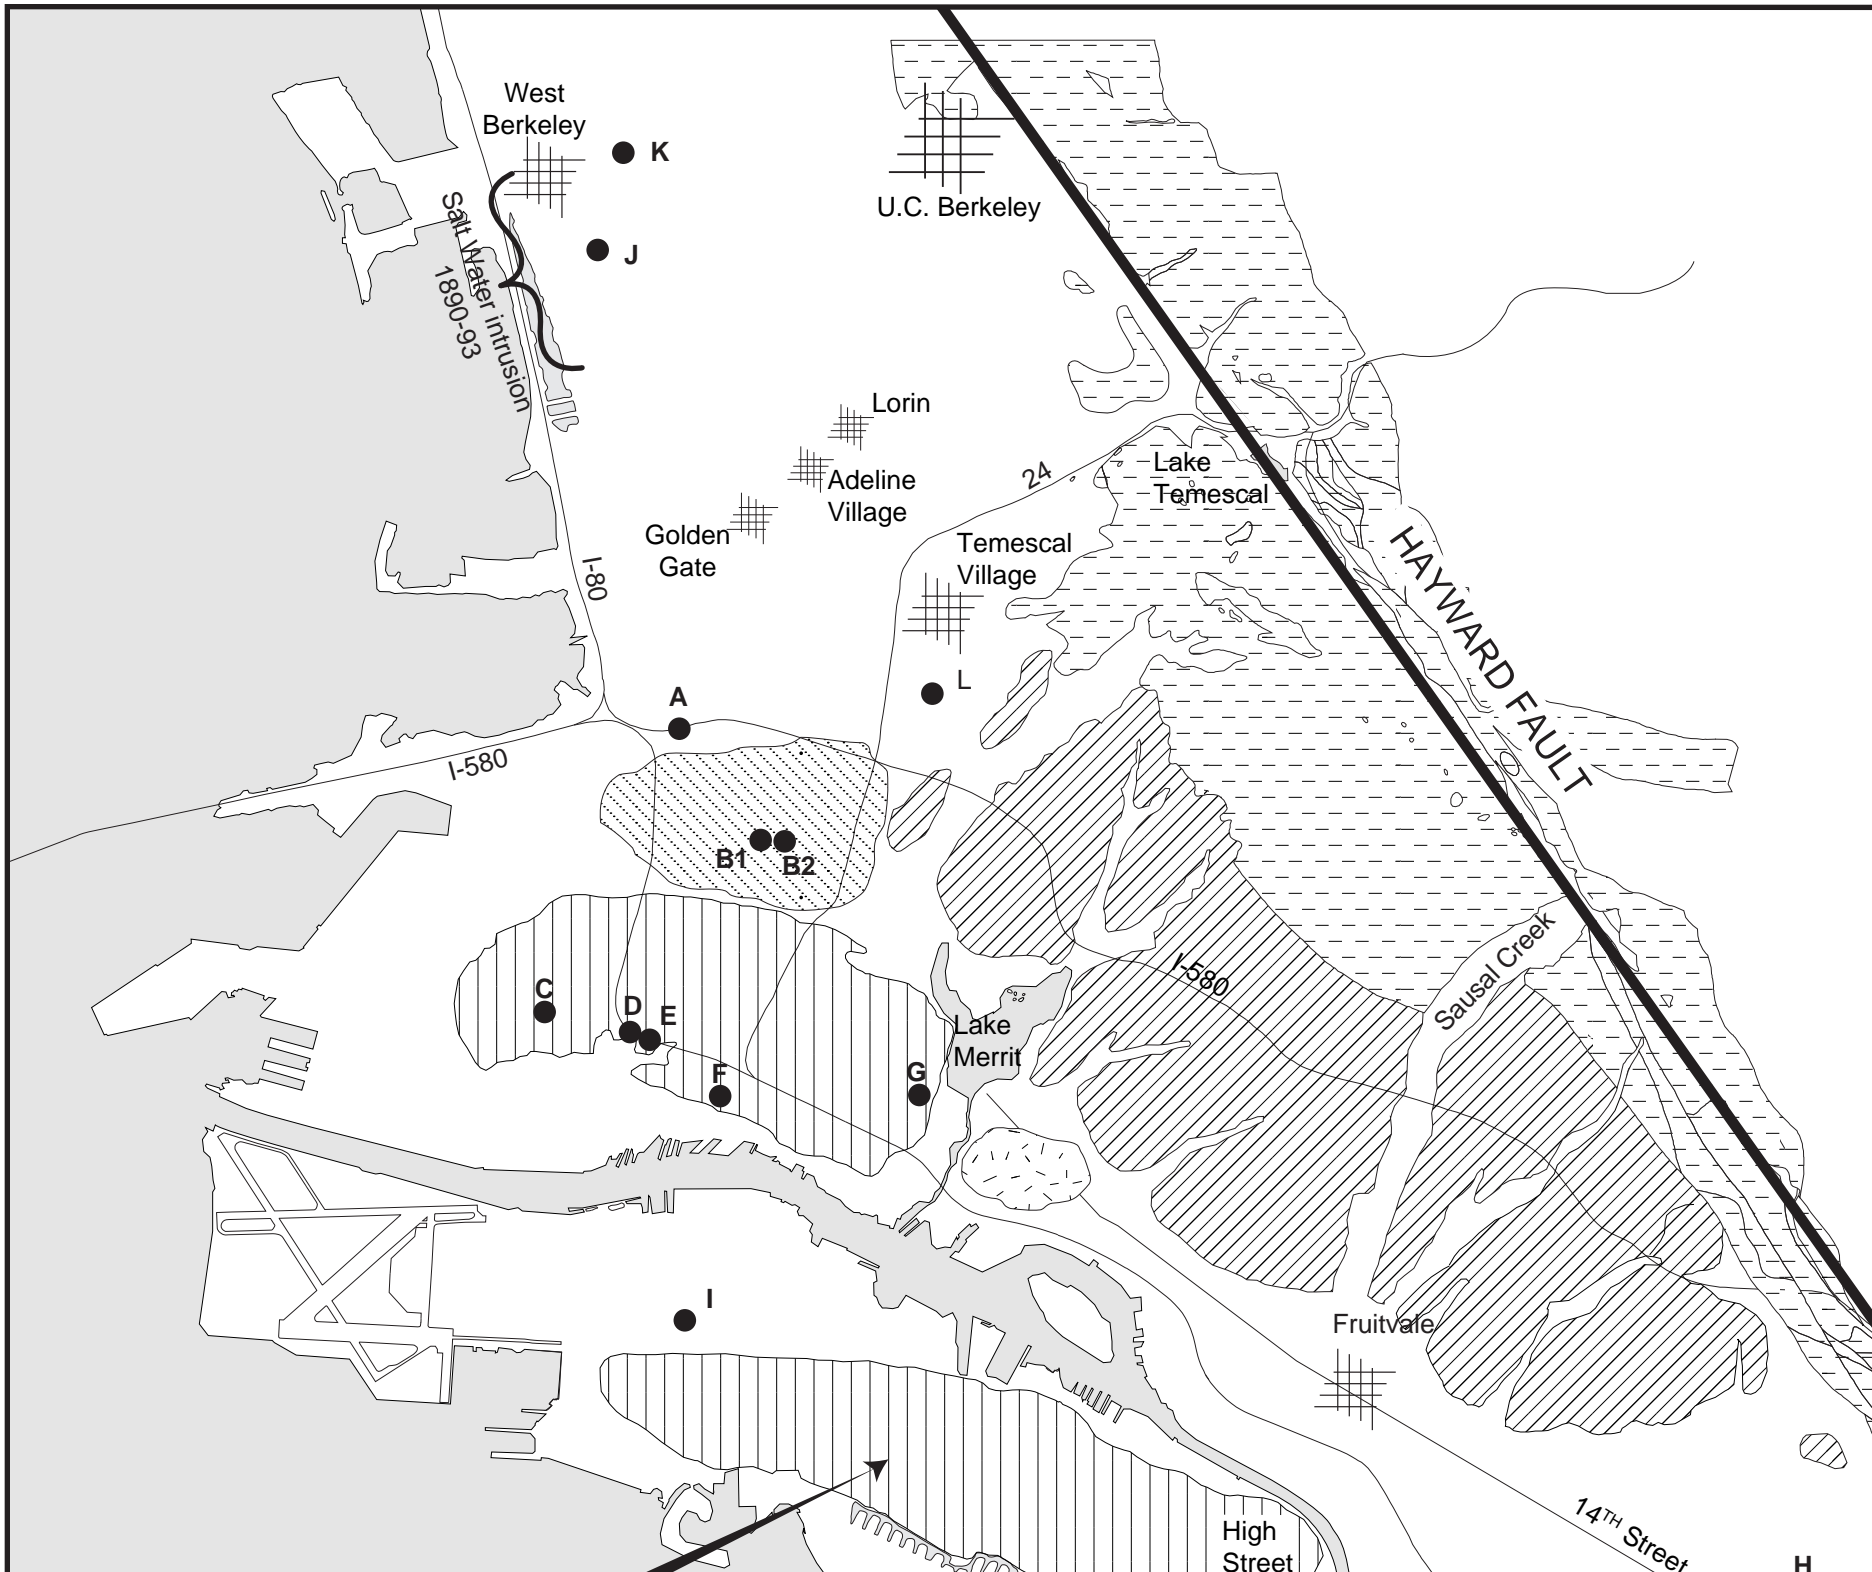 West
Berkeley
K
U.C. Berkeley
J
Salt Water intrusion
1890-93
Lorin
Adeline
Village
24
Lake
Temescal
Golden
Gate
Temescal
Village
I-80
HAYWARD FAULT
L
A
I-580
B1
B2
I-580
Sausal Creek
C
D
E
Lake
Merrit
F
G
I
Fruitvale
14TH Street
High
Street
H